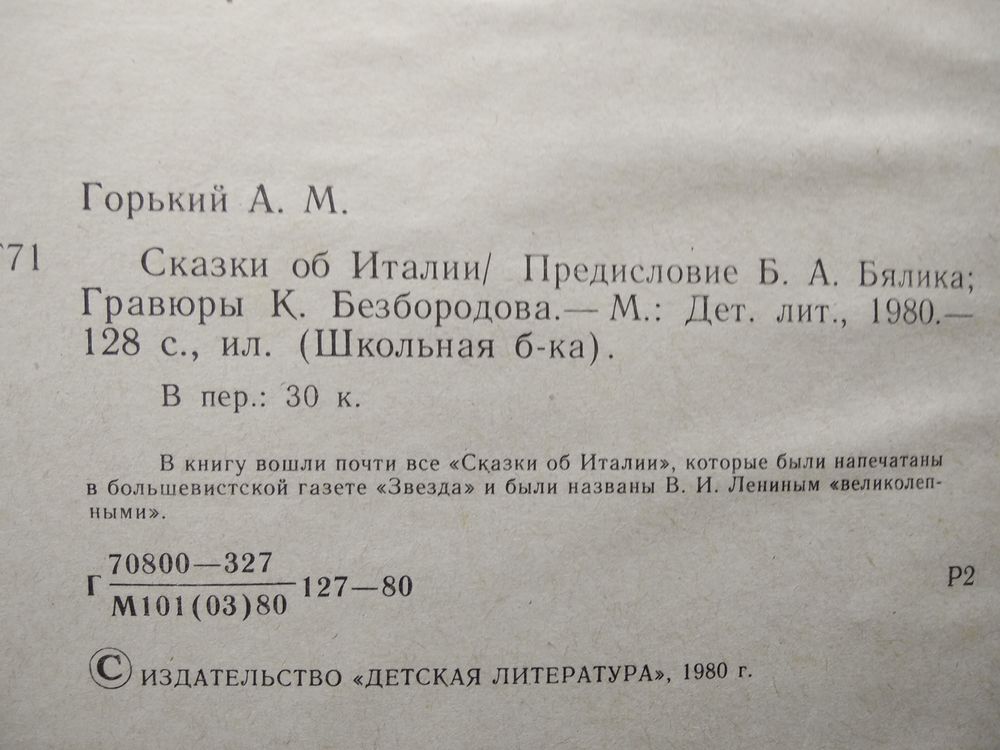 Горький А. М.
Г71
Сказки об Италии/ Предисловие Б. А. Бялика;
Гравюры К. Безбородова.— М.: Дет. лит., 1980.—
128 с., ил. (Школьная б-ка).
В пер.: 30 к.
В книгу вошли почти все «Сказки об Италии», которые были напечатаны
в большевистской газете «Звезда» и были названы В. И. Лениным «великолеп-
ными».
70800—327
Г 127—80
М101(03)80
Р2
© ИЗДАТЕЛЬСТВО «ДЕТСКАЯ ЛИТЕРАТУРА», 1980 г.